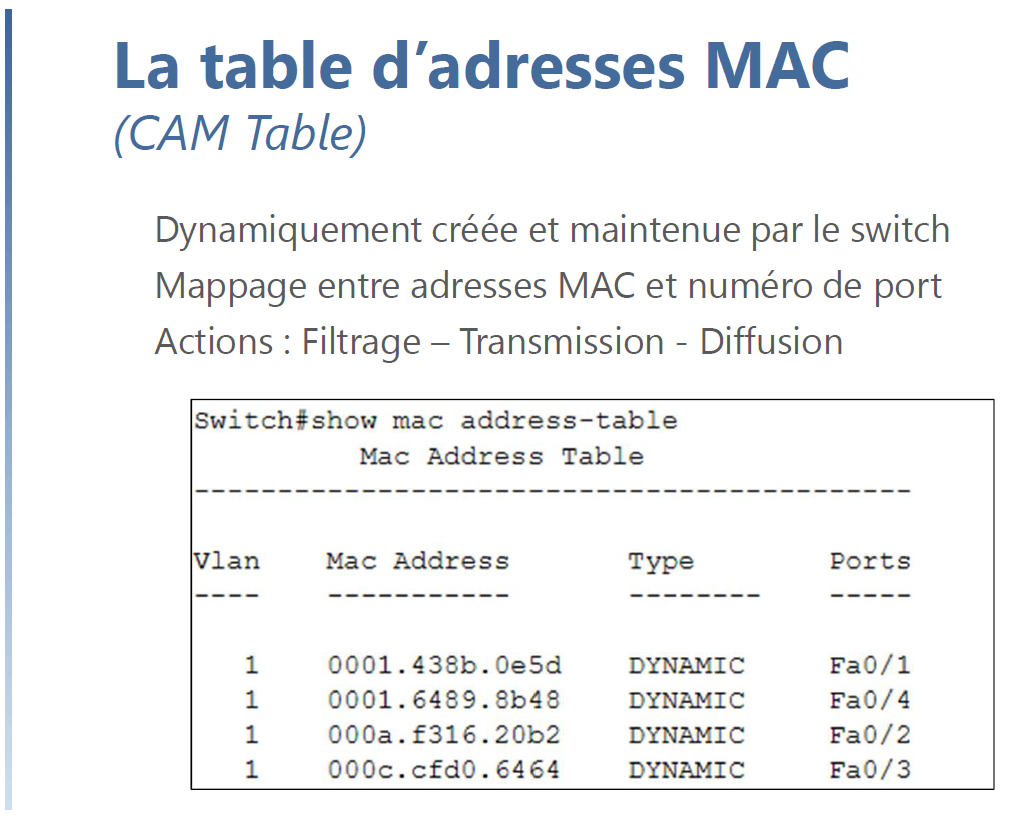 La table d’adresses MAC
(CAM Table)
Dynamiquement créée et maintenue par le switch
Mappage entre adresses MAC et numéro de port
Actions : Filtrage – Transmission - Diffusion
Switch#show mac address-table
Mac Address Table
-------------------------------------------
Vlan Mac Address Type Ports
---- ----------- -------- -----
1 0001.438b.0e5d DYNAMIC Fa0/1
1 0001.6489.8b48 DYNAMIC Fa0/4
1 000a.f316.20b2 DYNAMIC Fa0/2
1 000c.cfd0.6464 DYNAMIC Fa0/3